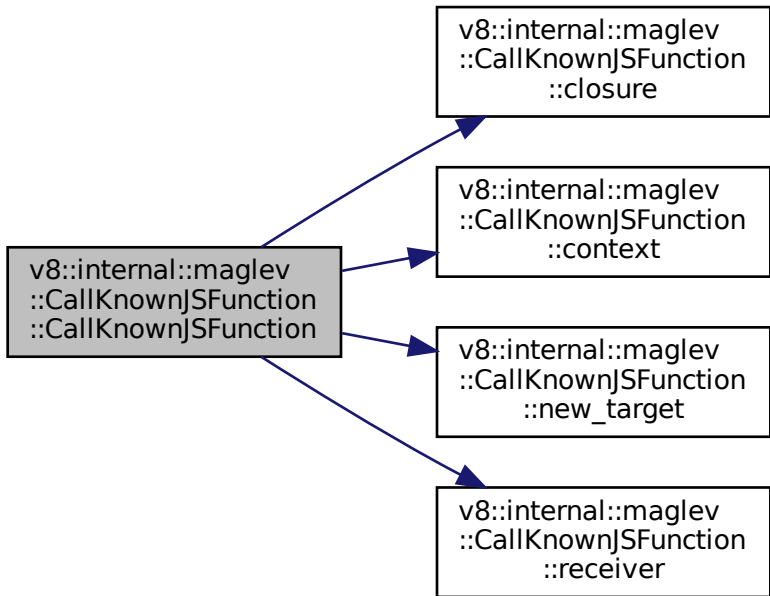 v8::internal::maglev
::CallKnownJSFunction
::CallKnownJSFunction
v8::internal::maglev
::CallKnownJSFunction
::closure
v8::internal::maglev
::CallKnownJSFunction
::context
v8::internal::maglev
::CallKnownJSFunction
::new_target
v8::internal::maglev
::CallKnownJSFunction
::receiver